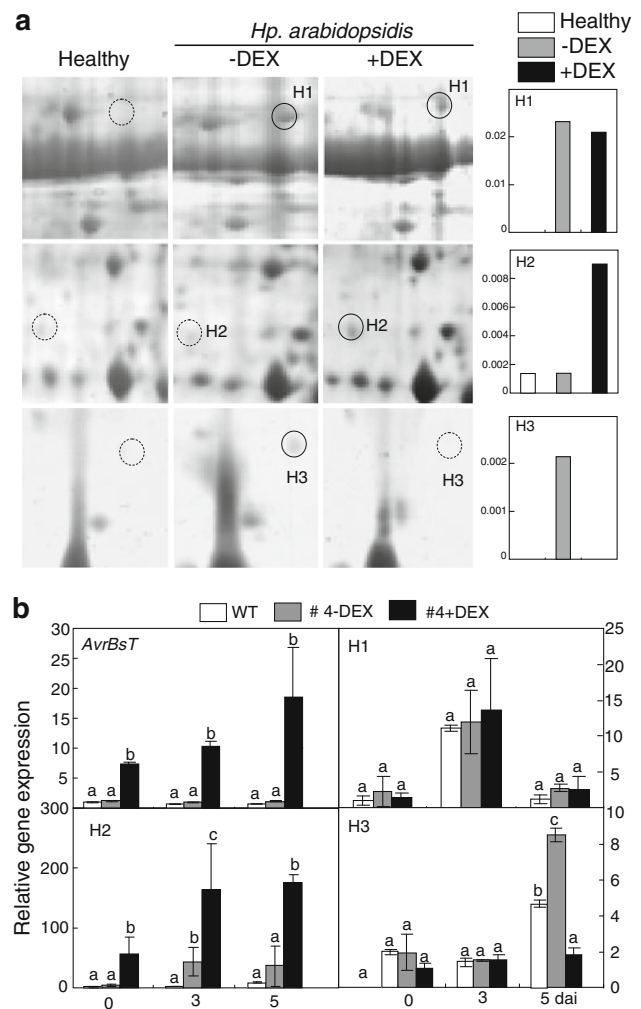 a
Hp. arabidopsidis
Healthy -DEX +DEX
Healthy
-DEX
+DEX
H1 H1
H1
0.02
0.01
0
H2 H2
H2
0.008
0.006
0.004
0.002
0
H3 H3
H3
0.002
0.001
0.000
b
WT # 4-DEX #4+DEX
Relative gene expression
AvrBsT
30
25
20
15
10
5
a a b a a b a a b
H1
25
20
15
10
5
0
a a a a a a a a a
H2
300
200
100
0
a a b a b c a a b
0 3 5
H3
10
8
6
4
2
0
a a a a a a a b c a
0 3 5 dai